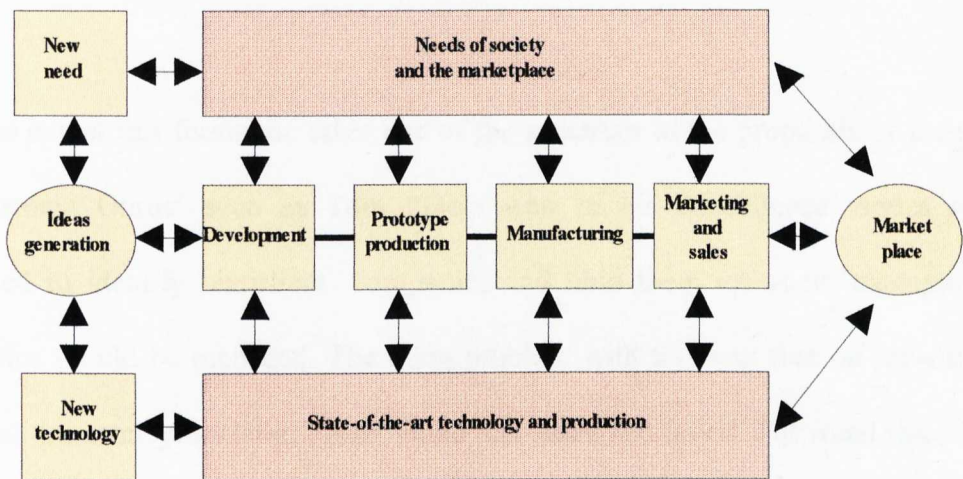 New
need
Needs of society
and the marketplace
Ideas
generation
Development
Prototype
production
Manufacturing
Marketing
and
sales
Market
place
New
technology
State-of-the-art technology and production